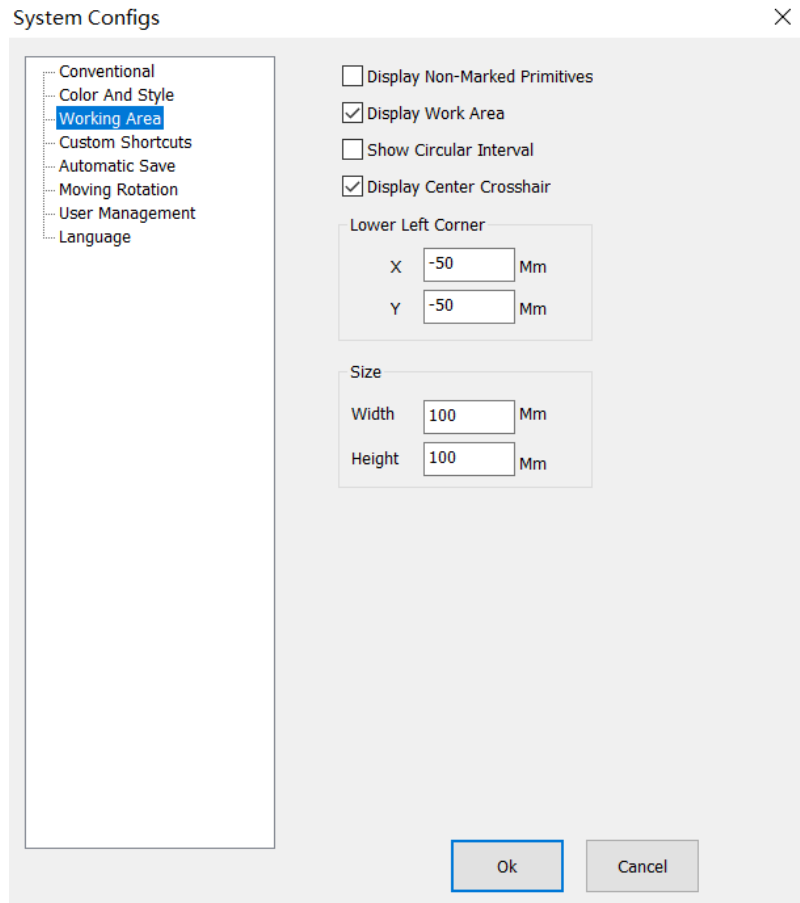 System Configs
Conventional
Color And Style
Working Area
Custom Shortcuts
Automatic Save
Moving Rotation
User Management
Language
Display Non-Marked Primitives
Display Work Area
Show Circular Interval
Display Center Crosshair
Lower Left Corner
X -50 Mm
Y -50 Mm
Size
Width 100 Mm
Height 100 Mm
Ok Cancel